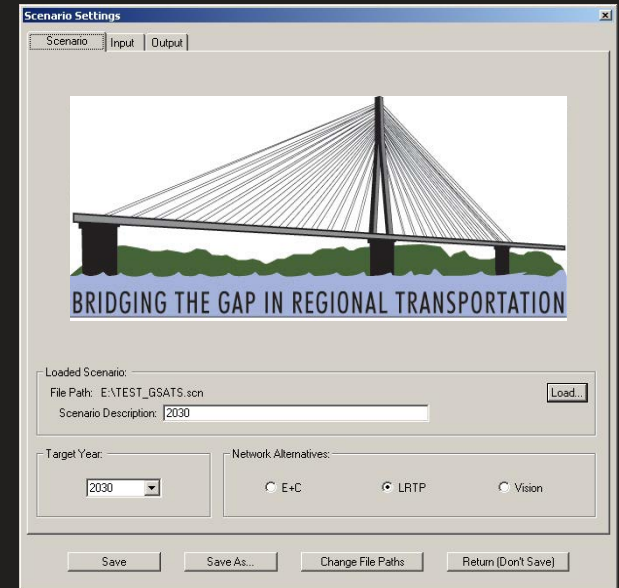 Scenario Settings
Scenario Input Output
BRIDGING THE GAP IN REGIONAL TRANSPORTATION
Loaded Scenario:
File Path: E:\TEST_GSATS.scn
Load...
Scenario Description: 2030
Target Year:
2030
Network Alternatives:
E+C LRTP Vision
Save Save As... Change File Paths Return (Don't Save)